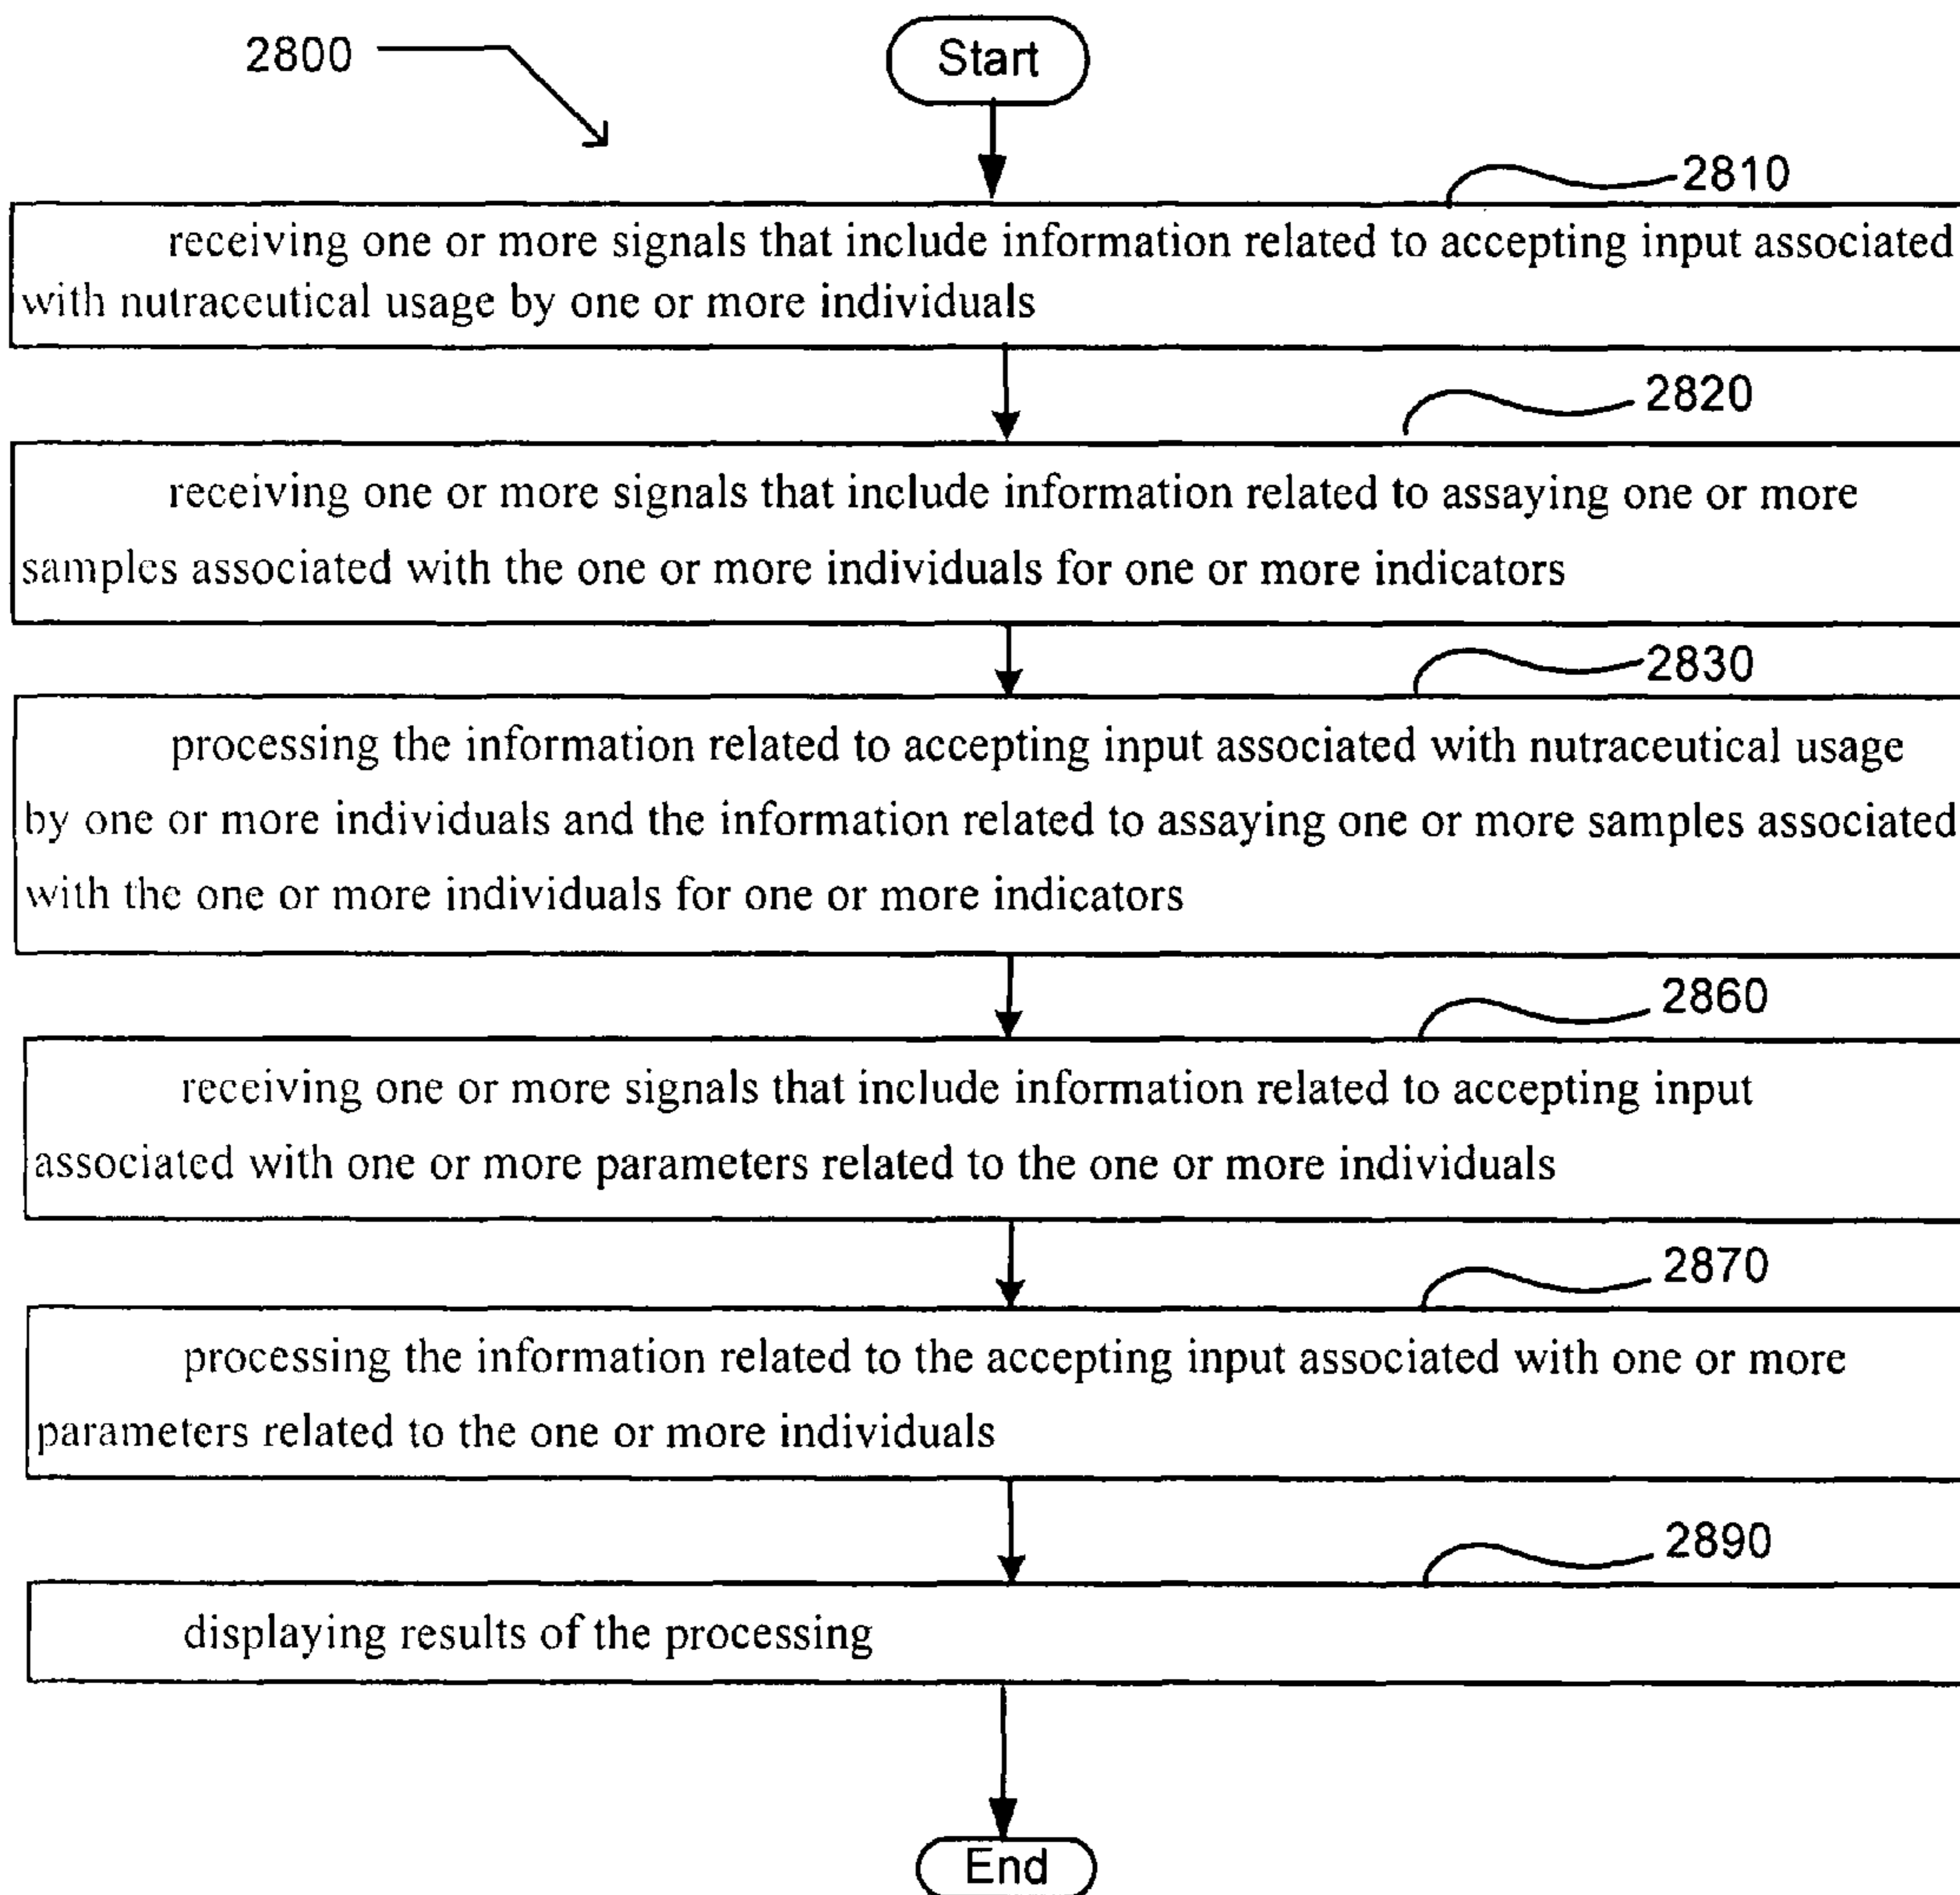 2800
Start
2810
receiving one or more signals that include information related to accepting input associated
with nutraceutical usage by one or more individuals
2820
receiving one or more signals that include information related to assaying one or more
samples associated with the one or more individuals for one or more indicators
2830
processing the information related to accepting input associated with nutraceutical usage
by one or more individuals and the information related to assaying one or more samples associated
with the one or more individuals for one or more indicators
2860
receiving one or more signals that include information related to accepting input
associated with one or more parameters related to the one or more individuals
2870
processing the information related to the accepting input associated with one or more
parameters related to the one or more individuals
2890
displaying results of the processing
End